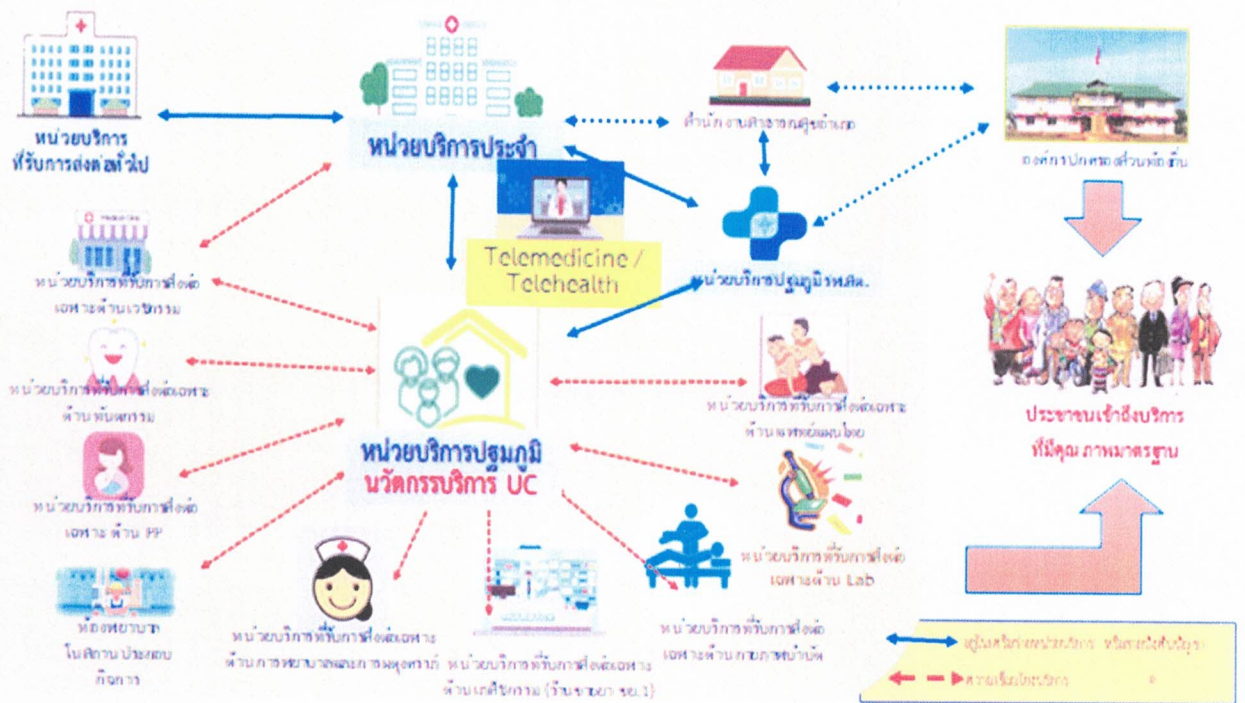 หน่วยบริการ
ที่รับการส่งต่อทั่วไป
หน่วยบริการประจำ
สำนักงานสาธารณสุขอำเภอ
องค์กรปกครองส่วนท้องถิ่น
Telemedicine /
Telehealth
หน่วยบริการปฐมภูมิ รพ.สต.
หน่วยบริการที่รับการส่งต่อ
เฉพาะด้านเวชกรรม
หน่วยบริการที่รับการส่งต่อเฉพาะ
ด้านทันตกรรม
หน่วยบริการที่รับการส่งต่อเฉพาะ
ด้านแพทย์แผนไทย
ประชาชนเข้าถึงบริการ
ที่มีคุณภาพมาตรฐาน
หน่วยบริการปฐมภูมิ
นวัตกรรมบริการ UC
หน่วยบริการที่รับการส่งต่อ
เฉพาะด้าน PP
หน่วยบริการที่รับการส่งต่อ
เฉพาะด้าน Lab
ห้องพยาบาล
ในสถานประกอบ
กิจการ
หน่วยบริการที่รับการส่งต่อเฉพาะ
ด้านการพยาบาลและการผดุงครรภ์
หน่วยบริการที่รับการส่งต่อเฉพาะ
ด้านเภสัชกรรม (ร้านขายยา ขย.1)
หน่วยบริการที่รับการส่งต่อ
เฉพาะด้านกายภาพบำบัด
ความเชื่อมโยงบริการ